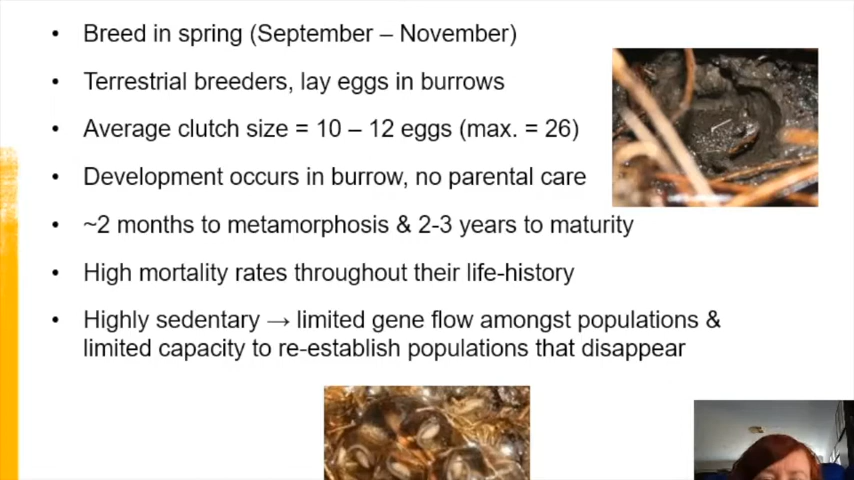 • Breed in spring (September – November)
• Terrestrial breeders, lay eggs in burrows
• Average clutch size = 10 – 12 eggs (max. = 26)
• Development occurs in burrow, no parental care
• ~2 months to metamorphosis & 2-3 years to maturity
• High mortality rates throughout their life-history
• Highly sedentary → limited gene flow amongst populations &
limited capacity to re-establish populations that disappear